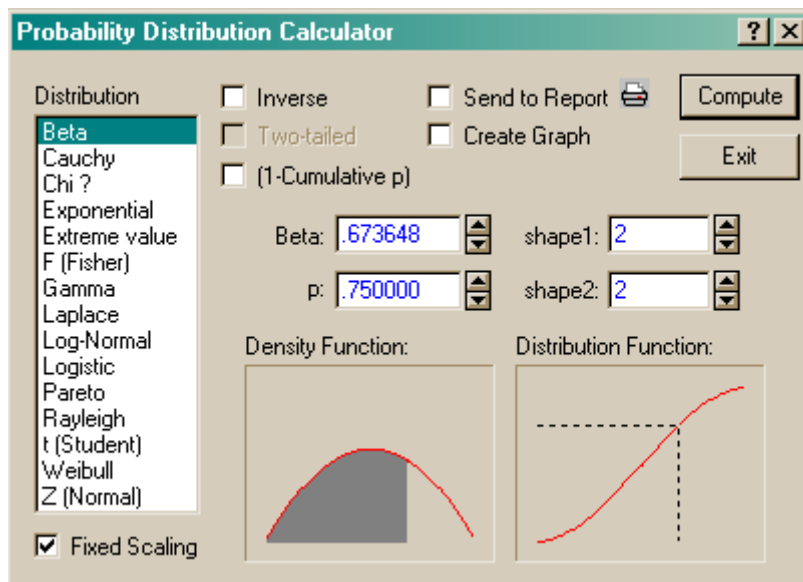 Probability Distribution Calculator
Distribution
Beta
Cauchy
Chi ?
Exponential
Extreme value
F (Fisher)
Gamma
Laplace
Log-Normal
Logistic
Pareto
Rayleigh
t (Student)
Weibull
Z (Normal)
Fixed Scaling
Inverse
Two-tailed
(1-Cumulative p)
Send to Report
Create Graph
Compute
Exit
Beta: .673648
shape1: 2
p: .750000
shape2: 2
Density Function:
Distribution Function: